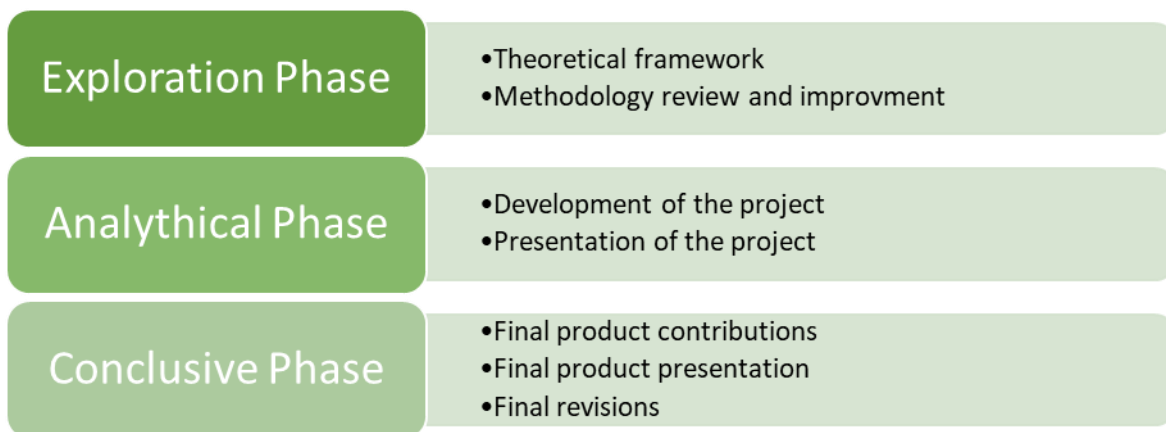 Exploration Phase
•Theoretical framework
•Methodology review and improvment
Analythical Phase
•Development of the project
•Presentation of the project
Conclusive Phase
•Final product contributions
•Final product presentation
•Final revisions